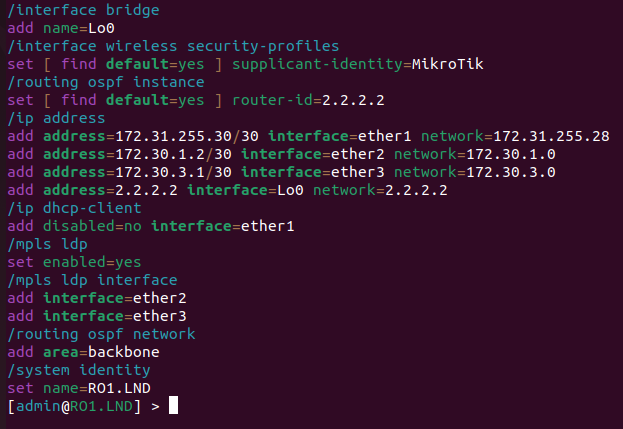 /interface bridge
add name=Lo0
/interface wireless security-profiles
set [ find default=yes ] supplicant-identity=MikroTik
/routing ospf instance
set [ find default=yes ] router-id=2.2.2.2
/ip address
add address=172.31.255.30/30 interface=ether1 network=172.31.255.28
add address=172.30.1.2/30 interface=ether2 network=172.30.1.0
add address=172.30.3.1/30 interface=ether3 network=172.30.3.0
add address=2.2.2.2 interface=Lo0 network=2.2.2.2
/ip dhcp-client
add disabled=no interface=ether1
/mpls ldp
set enabled=yes
/mpls ldp interface
add interface=ether2
add interface=ether3
/routing ospf network
add area=backbone
/system identity
set name=RO1.LND
[admin@RO1.LND] >